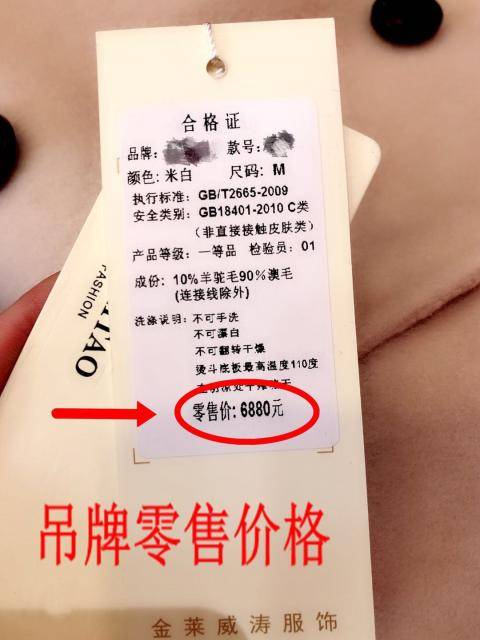 合格证
品牌: 款号:
颜色: 米白 尺码: M
执行标准: GB/T2665-2009
安全类别: GB18401-2010 C类
(非直接接触皮肤类)
产品等级: 一等品 检验员: 01
成份: 10%羊驼毛90%澳毛
(连接线除外)
洗涤说明: 不可手洗
不可漂白
不可翻转干燥
烫斗底板最高温度110度
零售价: 6880元
吊牌零售价格
金莱威涛服饰
FASHION
TAO